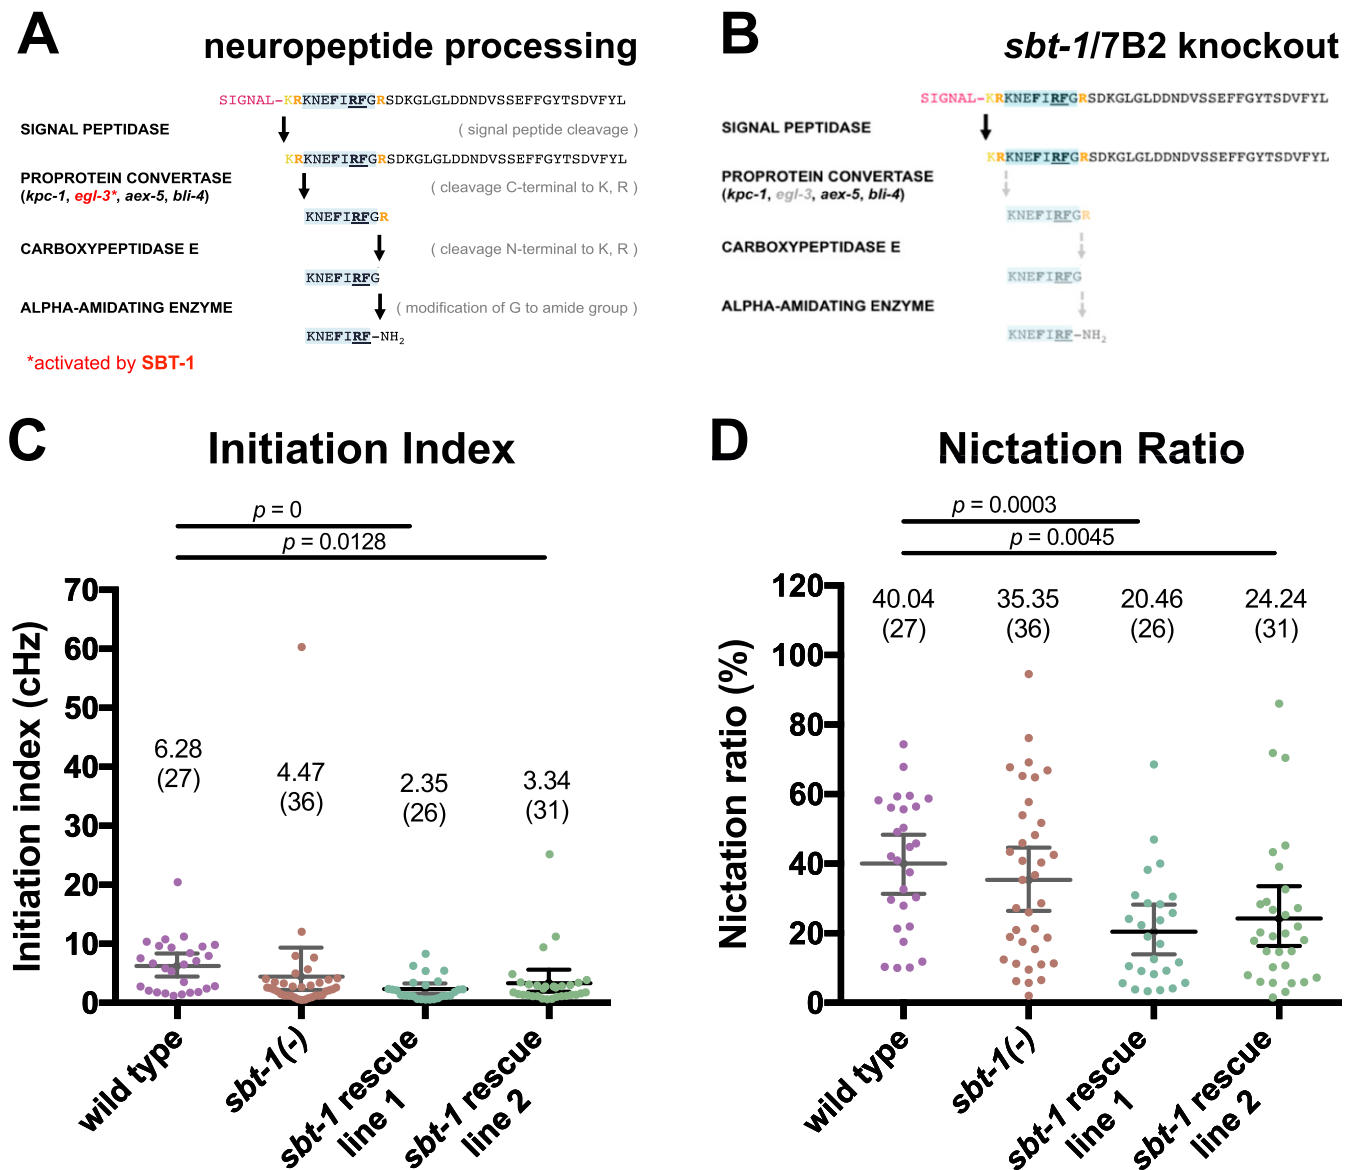 A
neuropeptide processing
SIGNAL-KRKNEFIRFGRSDKGLGLDDNDVSSEFFGYTSDVFYL
SIGNAL PEPTIDASE
( signal peptide cleavage )
KRKNEFIRFGRSDKGLGLDDNDVSSEFFGYTSDVFYL
PROPROTEIN CONVERTASE
(kpc-1, egl-3*, aex-5, bli-4)
( cleavage C-terminal to K, R )
KNEFIRFGR
CARBOXYPEPTIDASE E
( cleavage N-terminal to K, R )
KNEFIRFG
ALPHA-AMIDATING ENZYME
( modification of G to amide group )
KNEFIRF-NH2
*activated by SBT-1
B
sbt-1/7B2 knockout
SIGNAL-KRKNEFIRFGRSDKGLGLDDNDVSSEFFGYTSDVFYL
SIGNAL PEPTIDASE
KRKNEFIRFGRSDKGLGLDDNDVSSEFFGYTSDVFYL
PROPROTEIN CONVERTASE
(kpc-1, egl-3, aex-5, bli-4)
KNEFIRFGR
CARBOXYPEPTIDASE E
KNEFIRFG
ALPHA-AMIDATING ENZYME
KNEFIRF-NH2
C
Initiation Index
p = 0
p = 0.0128
Initiation index (cHz)
70
60
50
40
30
20
10
0
6.28
(27)
4.47
(36)
2.35
(26)
3.34
(31)
wild type
sbt-1(-)
sbt-1 rescue
line 1
sbt-1 rescue
line 2
D
Nictation Ratio
p = 0.0003
p = 0.0045
Nictation ratio (%)
120
100
80
60
40
20
0
40.04
(27)
35.35
(36)
20.46
(26)
24.24
(31)
wild type
sbt-1(-)
sbt-1 rescue
line 1
sbt-1 rescue
line 2